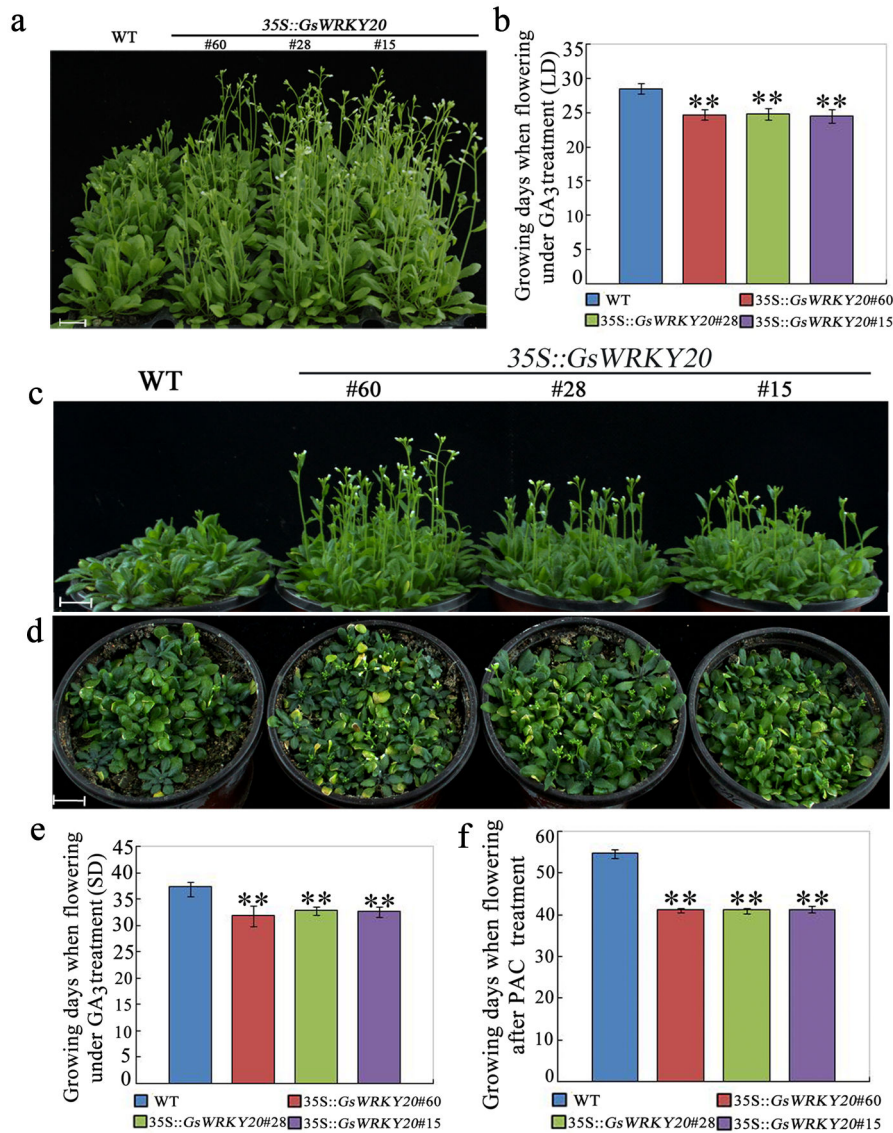 a
WT
35S::GsWRKY20
#60 #28 #15
b
Growing days when flowering
under GA3 treatment (LD)
35
30
25
20
15
10
5
0
** ** **
WT 35S::GsWRKY20#60
35S::GsWRKY20#28 35S::GsWRKY20#15
WT
35S::GsWRKY20
#60 #28 #15
c
d
e
Growing days when flowering
under GA3 treatment (SD)
45
40
35
30
25
20
15
10
5
0
** ** **
WT 35S::GsWRKY20#60
35S::GsWRKY20#28 35S::GsWRKY20#15
f
Growing days when flowering
after PAC treatment
60
50
40
30
20
10
0
** ** **
WT 35S::GsWRKY20#60
35S::GsWRKY20#28 35S::GsWRKY20#15